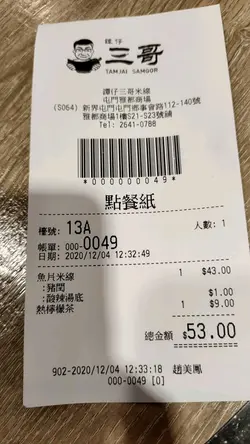 譚仔
三哥
TAMJAI SAMGOR
譚仔三哥米線
屯門雅都商場
(S064) 新界屯門屯門鄉事會路112-140號
雅都商場1樓S21-S23號舖
Tel: 2641-0788
*000000049*
點餐紙
檯號: 13A
人數: 1
帳單: 000-0049
日期: 2020/12/04 12:32:49
魚片米線 1 $43.00
:豬潤 $1.00
:酸辣湯底
熱檸檬茶 1 $9.00
總金額 $53.00
902-2020/12/04 12:33:18 趙美鳳
000-0049 [0]